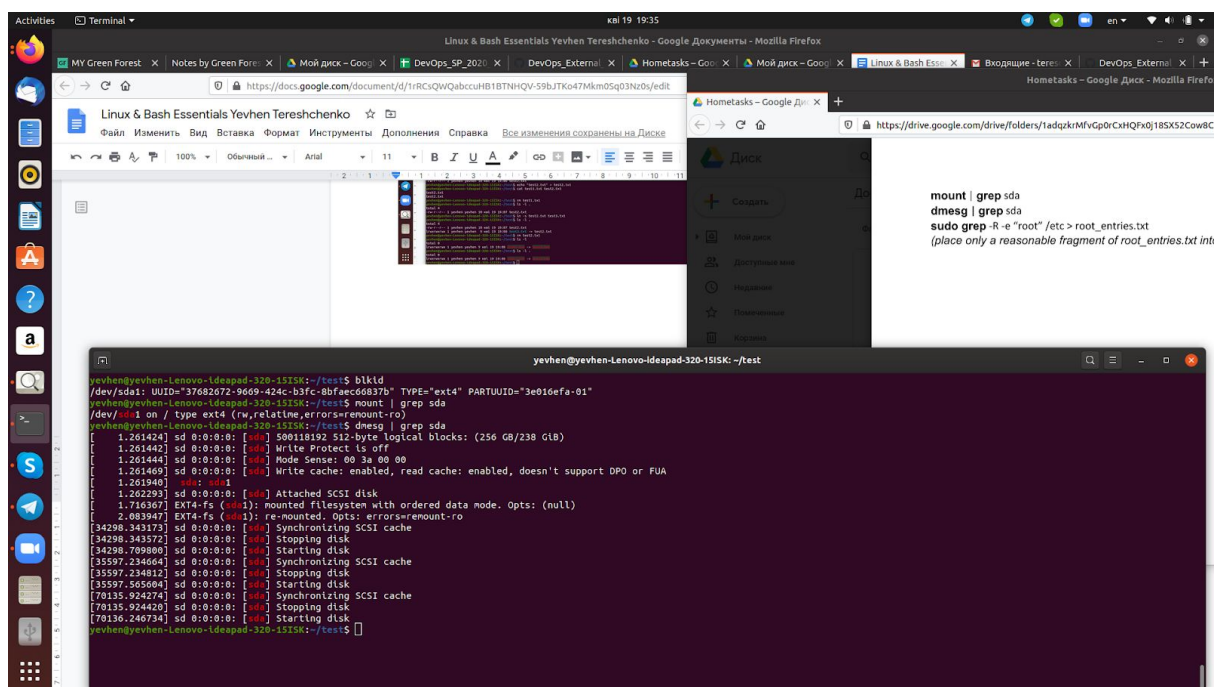 Activities Terminal кві 19 19:35 en
Linux & Bash Essentials Yevhen Tereshchenko - Google Документы - Mozilla Firefox
MY Green Forest Notes by Green Fores Мой диск – Googl DevOps_SP_2020 DevOps_External Hometasks – Goog Мой диск – Googl Linux & Bash Esse Входящие - teres DevOps_External
https://docs.google.com/document/d/1rRCsQWQabccuHB1BTNHQV-S9bJTKo47Mkm0Sq03Nz0s/edit
Hometasks – Google Диск - Mozilla Firefo
Linux & Bash Essentials Yevhen Tereshchenko
Файл Изменить Вид Вставка Формат Инструменты Дополнения Справка Все изменения сохранены на Диске
100% Обычный ... Arial 11
Hometasks – Google Дис
https://drive.google.com/drive/folders/1adqzkrMfvGp0rCxHQFx0j18SX52Cow8C
Диск
Создать
Мой диск
Доступные мне
Недавние
Помеченные
Корзина
mount | grep sda
dmesg | grep sda
sudo grep -R -e “root” /etc > root_entries.txt
(place only a reasonable fragment of root_entries.txt int
yevhen@yevhen-Lenovo-ideapad-320-15ISK: ~/test
yevhen@yevhen-Lenovo-ideapad-320-15ISK:~/test$ blkid
/dev/sda1: UUID="37682672-9669-424c-b3fc-8bfaec66837b" TYPE="ext4" PARTUUID="3e016efa-01"
yevhen@yevhen-Lenovo-ideapad-320-15ISK:~/test$ mount | grep sda
/dev/sda1 on / type ext4 (rw,relatime,errors=remount-ro)
yevhen@yevhen-Lenovo-ideapad-320-15ISK:~/test$ dmesg | grep sda
[    1.261424] sd 0:0:0:0: [sda] 500118192 512-byte logical blocks: (256 GB/238 GiB)
[    1.261442] sd 0:0:0:0: [sda] Write Protect is off
[    1.261444] sd 0:0:0:0: [sda] Mode Sense: 00 3a 00 00
[    1.261469] sd 0:0:0:0: [sda] Write cache: enabled, read cache: enabled, doesn't support DPO or FUA
[    1.261940]  sda: sda1
[    1.262293] sd 0:0:0:0: [sda] Attached SCSI disk
[    1.716367] EXT4-fs (sda1): mounted filesystem with ordered data mode. Opts: (null)
[    2.083947] EXT4-fs (sda1): re-mounted. Opts: errors=remount-ro
[34298.343173] sd 0:0:0:0: [sda] Synchronizing SCSI cache
[34298.343572] sd 0:0:0:0: [sda] Stopping disk
[34298.709800] sd 0:0:0:0: [sda] Starting disk
[35597.234664] sd 0:0:0:0: [sda] Synchronizing SCSI cache
[35597.234812] sd 0:0:0:0: [sda] Stopping disk
[35597.565604] sd 0:0:0:0: [sda] Starting disk
[70135.924274] sd 0:0:0:0: [sda] Synchronizing SCSI cache
[70135.924420] sd 0:0:0:0: [sda] Stopping disk
[70136.246734] sd 0:0:0:0: [sda] Starting disk
yevhen@yevhen-Lenovo-ideapad-320-15ISK:~/test$